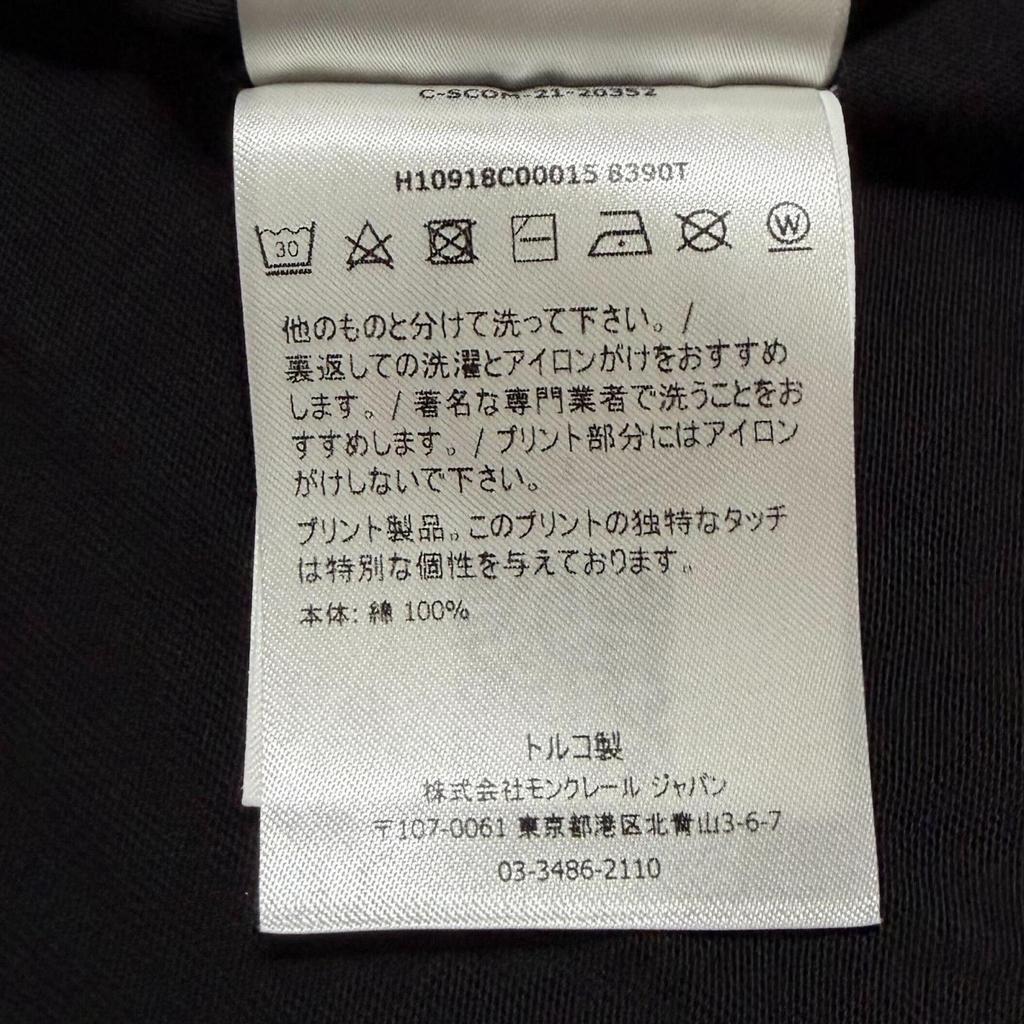 C-SCOM-21-20352
H10918C00015 8390T
30
W
他のものと分けて洗って下さい。/
裏返しての洗濯とアイロンがけをおすすめ
します。/ 著名な専門業者で洗うことをお
すすめします。/ プリント部分にはアイロン
がけしないで下さい。
プリント製品。このプリントの独特なタッチ
は特別な個性を与えております。
本体: 綿 100%
トルコ製
株式会社モンクレール ジャパン
〒107-0061 東京都港区北青山3-6-7
03-3486-2110